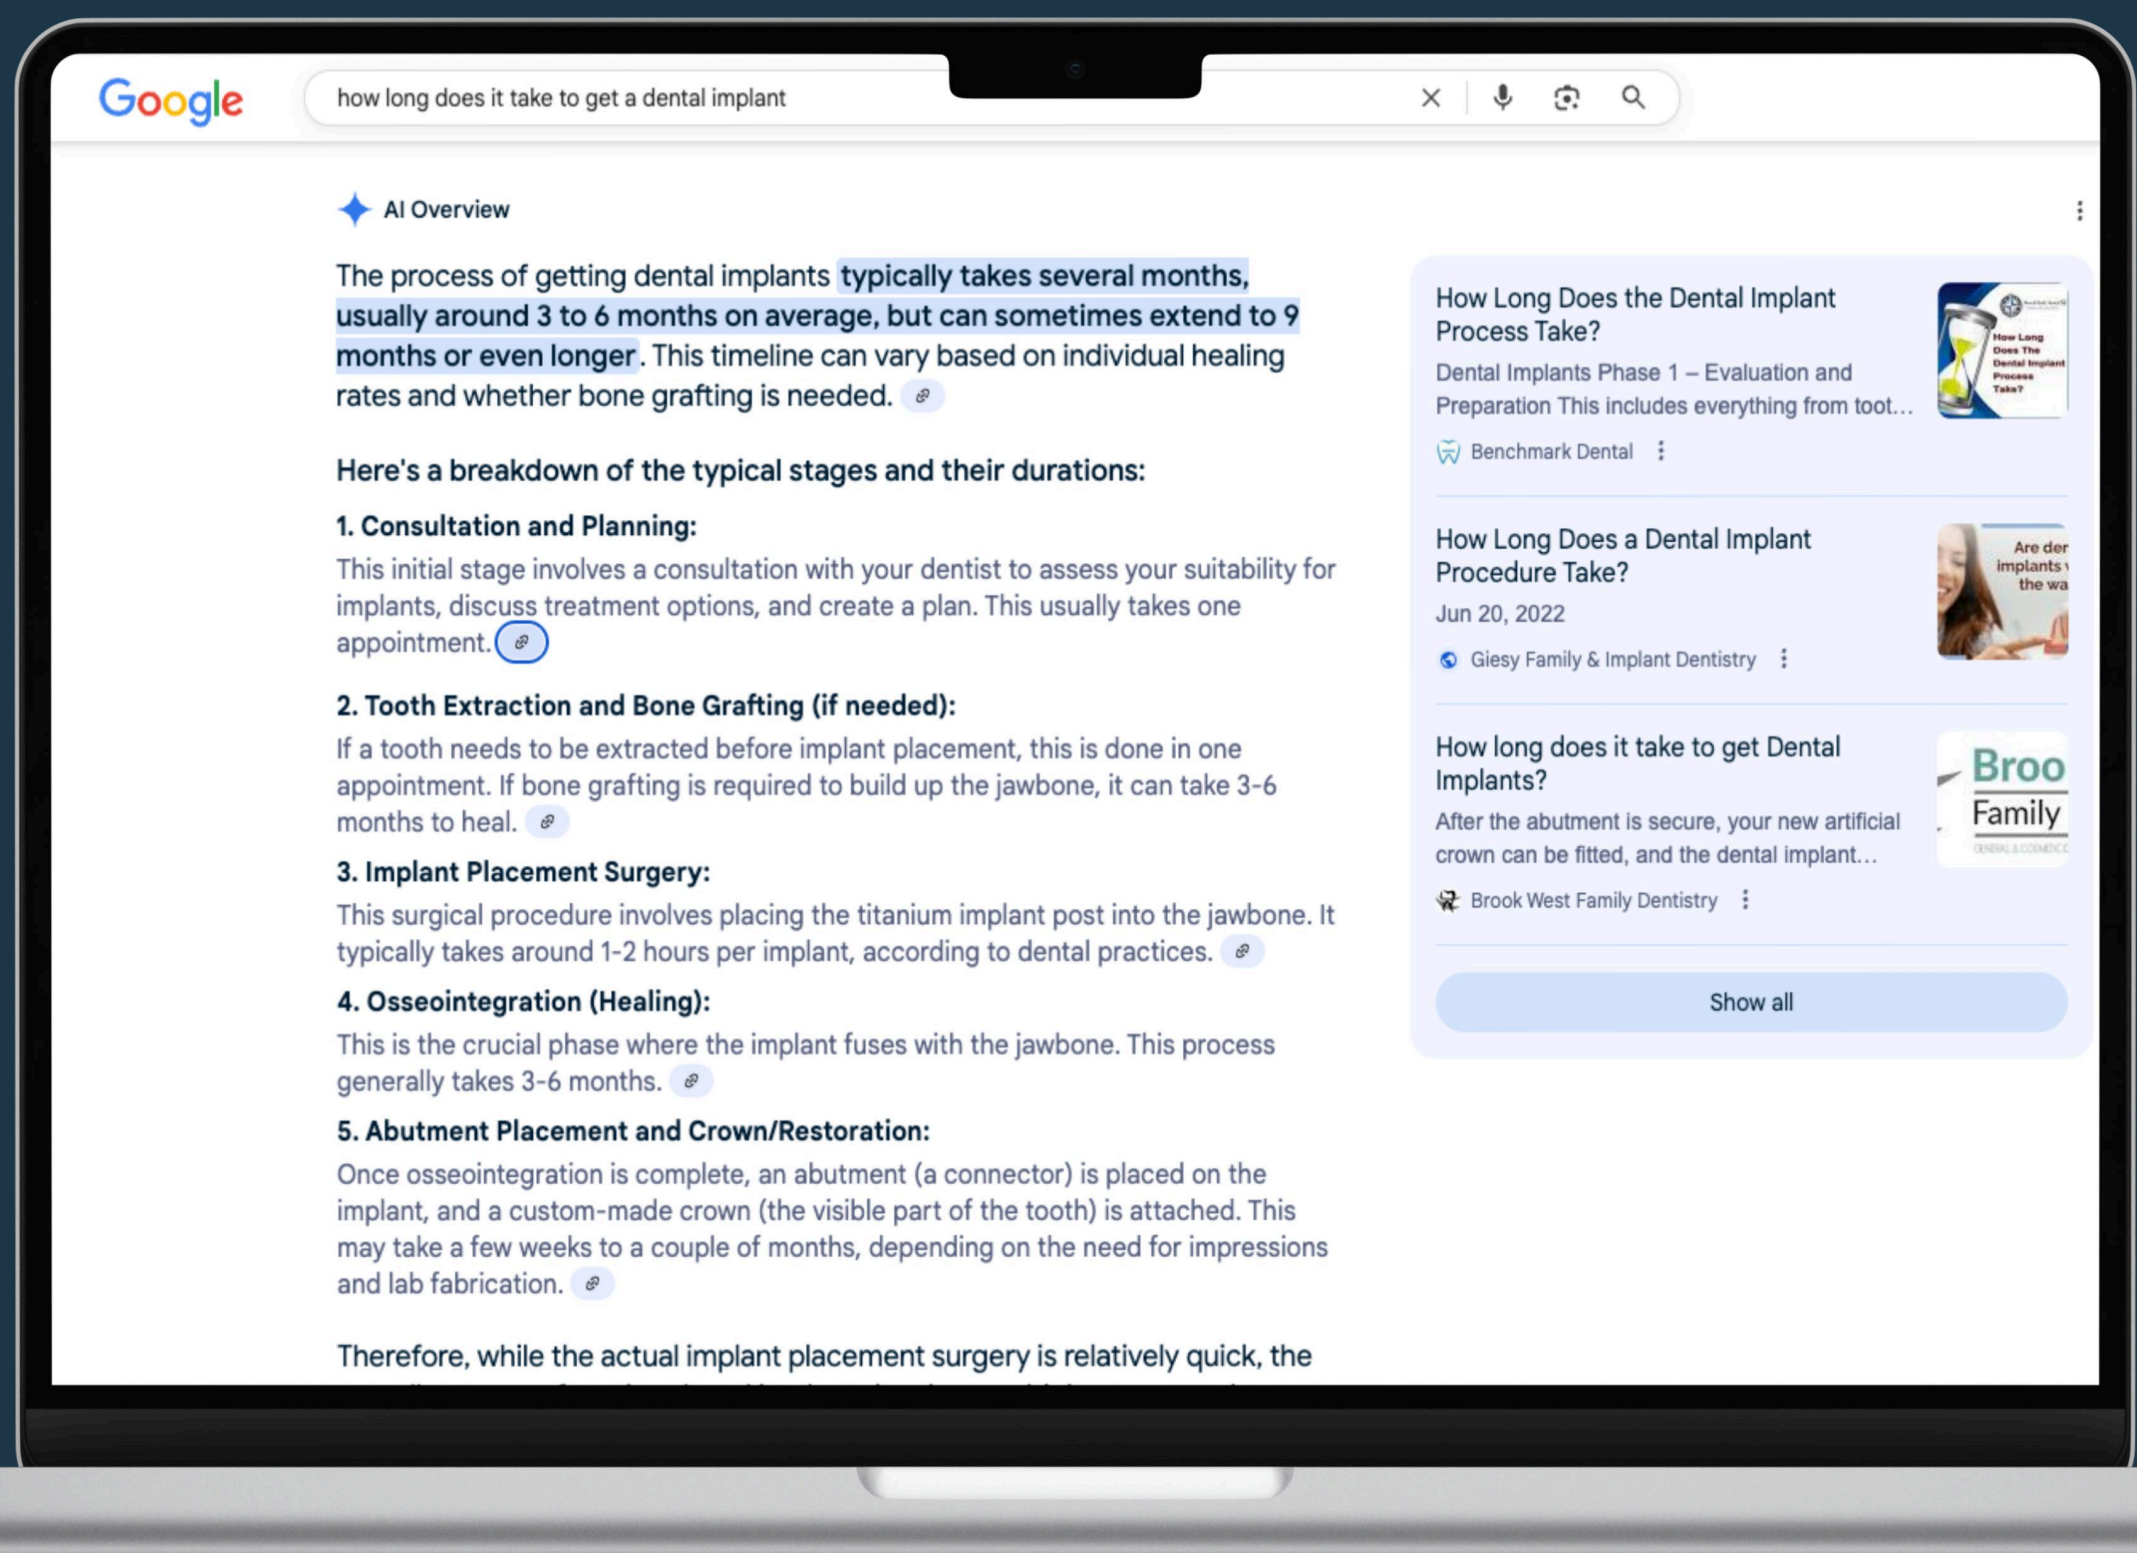 Google
how long does it take to get a dental implant
AI Overview
The process of getting dental implants typically takes several months,
usually around 3 to 6 months on average, but can sometimes extend to 9
months or even longer. This timeline can vary based on individual healing
rates and whether bone grafting is needed.
Here's a breakdown of the typical stages and their durations:
1. Consultation and Planning:
This initial stage involves a consultation with your dentist to assess your suitability for
implants, discuss treatment options, and create a plan. This usually takes one
appointment.
2. Tooth Extraction and Bone Grafting (if needed):
If a tooth needs to be extracted before implant placement, this is done in one
appointment. If bone grafting is required to build up the jawbone, it can take 3-6
months to heal.
3. Implant Placement Surgery:
This surgical procedure involves placing the titanium implant post into the jawbone. It
typically takes around 1-2 hours per implant, according to dental practices.
4. Osseointegration (Healing):
This is the crucial phase where the implant fuses with the jawbone. This process
generally takes 3-6 months.
5. Abutment Placement and Crown/Restoration:
Once osseointegration is complete, an abutment (a connector) is placed on the
implant, and a custom-made crown (the visible part of the tooth) is attached. This
may take a few weeks to a couple of months, depending on the need for impressions
and lab fabrication.
Therefore, while the actual implant placement surgery is relatively quick, the
How Long Does the Dental Implant
Process Take?
Dental Implants Phase 1 – Evaluation and
Preparation This includes everything from toot...
Benchmark Dental
How Long
Does The
Dental Implant
Process
Take?
How Long Does a Dental Implant
Procedure Take?
Jun 20, 2022
Giesy Family & Implant Dentistry
Are der
implants
the wa
How long does it take to get Dental
Implants?
After the abutment is secure, your new artificial
crown can be fitted, and the dental implant...
Brook West Family Dentistry
Broo
Family
Show all